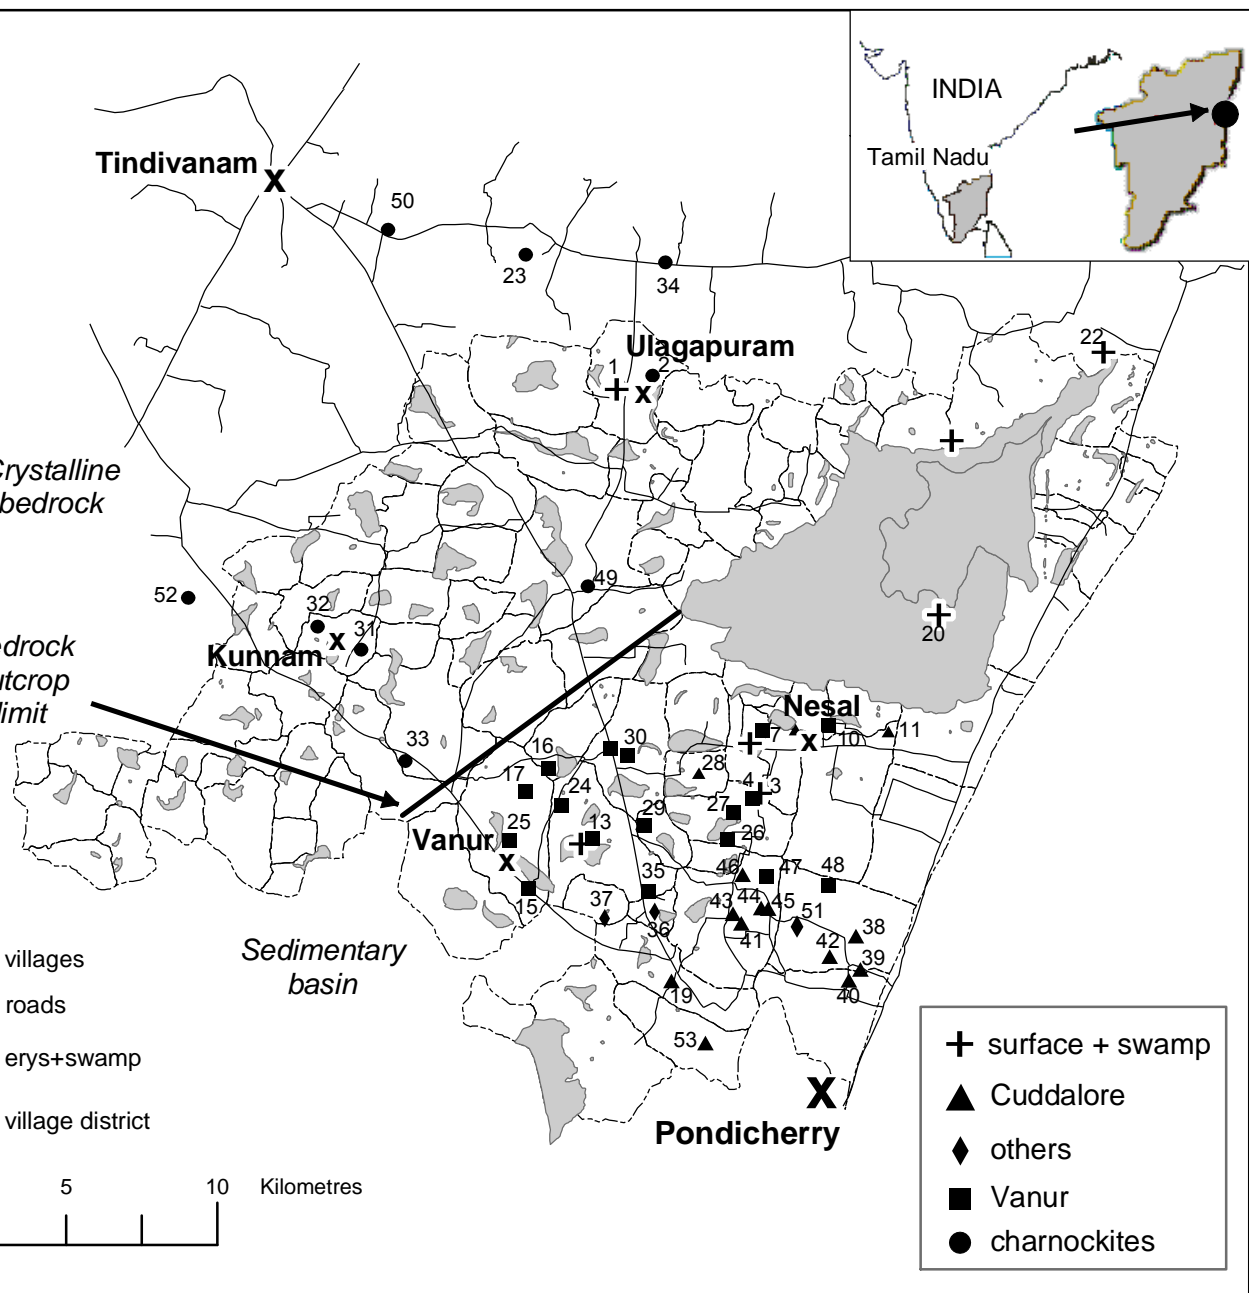 INDIA
Tamil Nadu
Tindivanam
x
50
23
34
22
Ulagapuram
1
2
x
Crystalline
bedrock
49
52
32
x
31
Kunnam
20
bedrock
outcrop
limit
33
Nesal
7
x
10
11
16
30
17
24
28
4
3
29
27
25
13
26
Vanur
x
35
46
47
48
15
37
36
43
44
45
51
41
42
38
39
40
19
53
Sedimentary
basin
x
Pondicherry
villages
roads
erys+swamp
village district
5
10
Kilometres
surface + swamp
Cuddalore
others
Vanur
charnockites